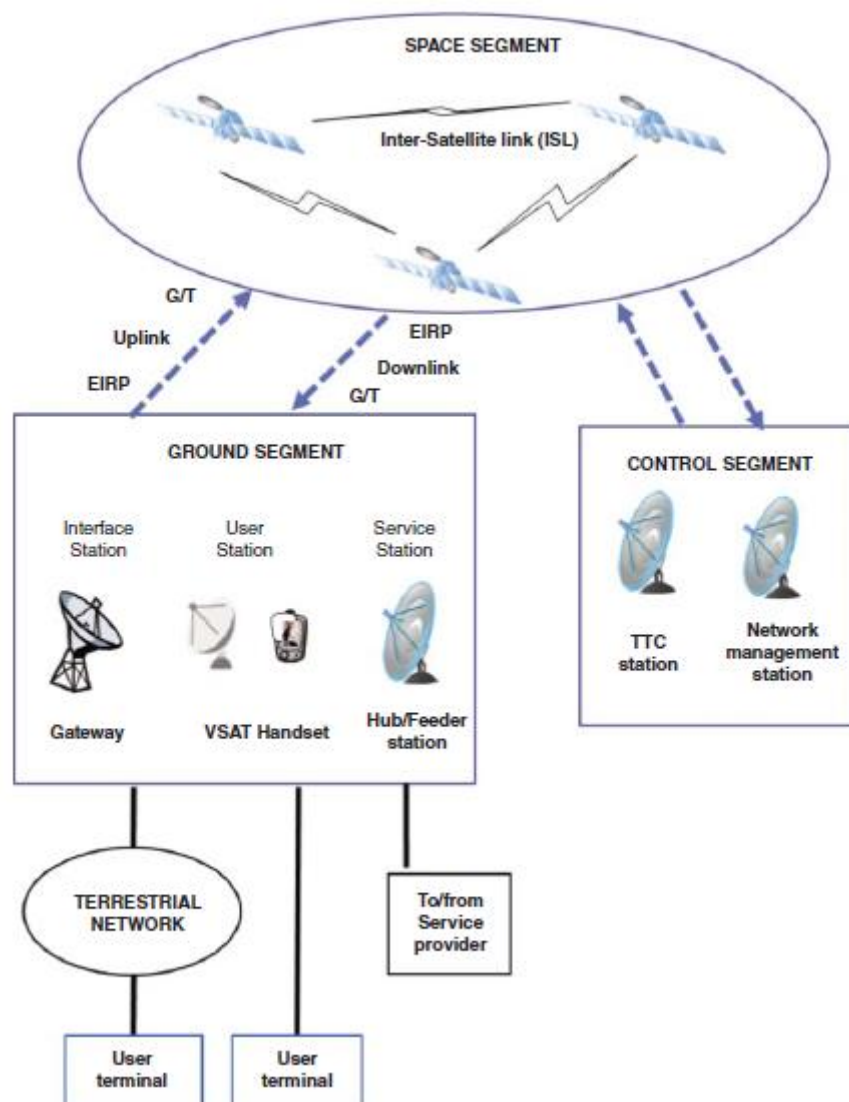 SPACE SEGMENT
Inter-Satellite link (ISL)
G/T
Uplink
EIRP
EIRP
Downlink
G/T
GROUND SEGMENT
Interface
Station
User
Station
Service
Station
Gateway
VSAT Handset
Hub/Feeder
station
CONTROL SEGMENT
TTC
station
Network
management
station
TERRESTRIAL
NETWORK
To/from
Service
provider
User
terminal
User
terminal